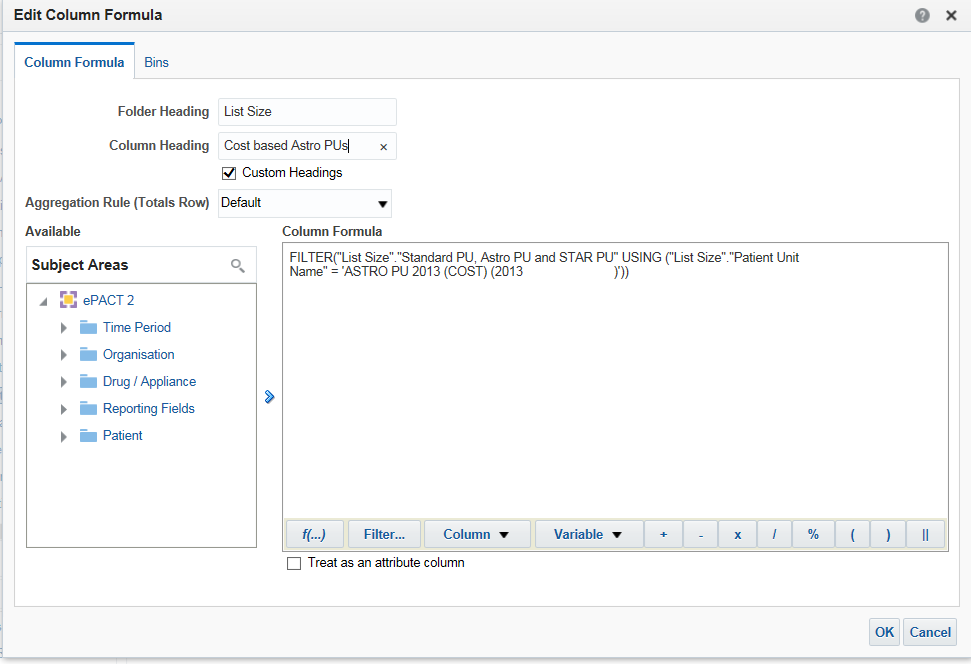 Edit Column Formula
Column Formula
Bins
Folder Heading
List Size
Column Heading
Cost based Astro PUs
Custom Headings
Aggregation Rule (Totals Row)
Default
Available
Column Formula
Subject Areas
FILTER("List Size"."Standard PU, Astro PU and STAR PU" USING ("List Size"."Patient Unit
Name" = 'ASTRO PU 2013 (COST) (2013 )'))
ePACT 2
Time Period
Organisation
Drug / Appliance
Reporting Fields
Patient
f(...) Filter... Column Variable + - x / % ( ) ||
Treat as an attribute column
OK Cancel